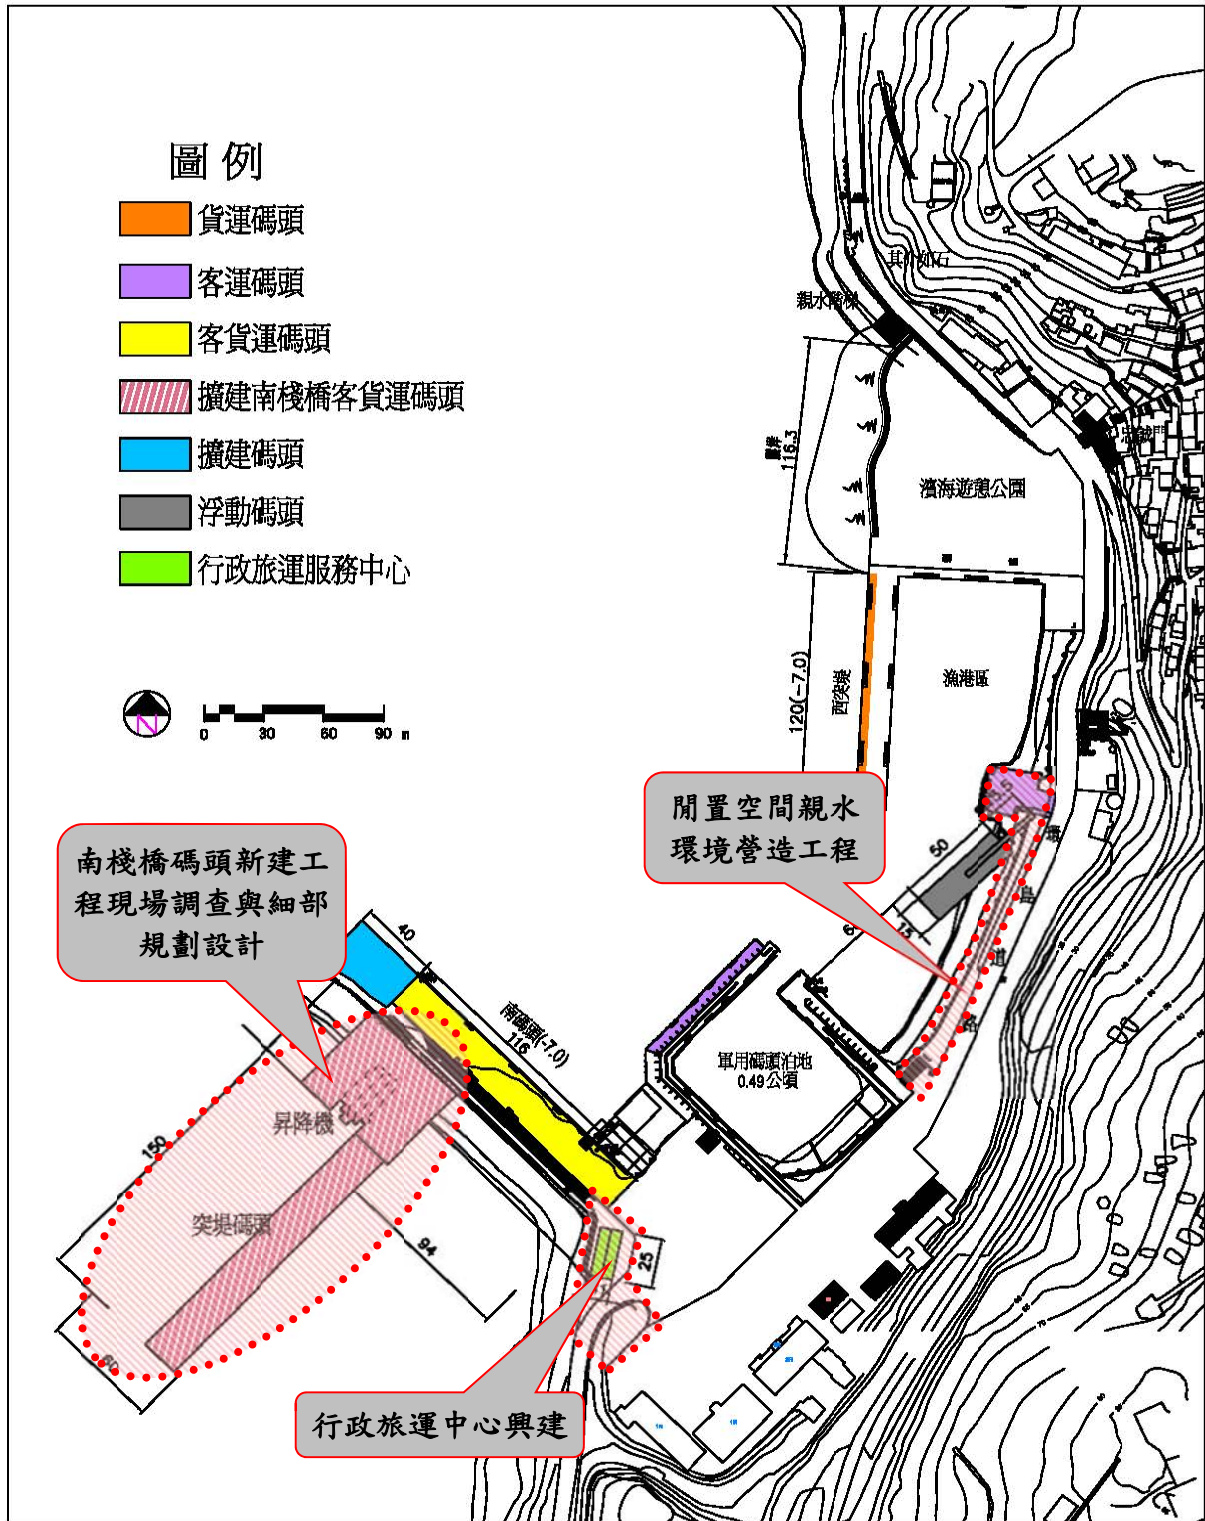 圖例
貨運碼頭
客運碼頭
客貨運碼頭
擴建南棧橋客貨運碼頭
擴建碼頭
浮動碼頭
行政旅運服務中心
N
0 30 60 90 m
親水階梯
116.3
濱海遊憩公園
120(-7.0)
西突堤
漁港區
閒置空間親水
環境營造工程
南棧橋碼頭新建工
程現場調查與細部
規劃設計
50
15
40
南碼頭(-7.0)
116
軍用碼頭泊地
0.49公頃
島
道
路
昇降機
150
突堤碼頭
94
60
25
行政旅運中心興建